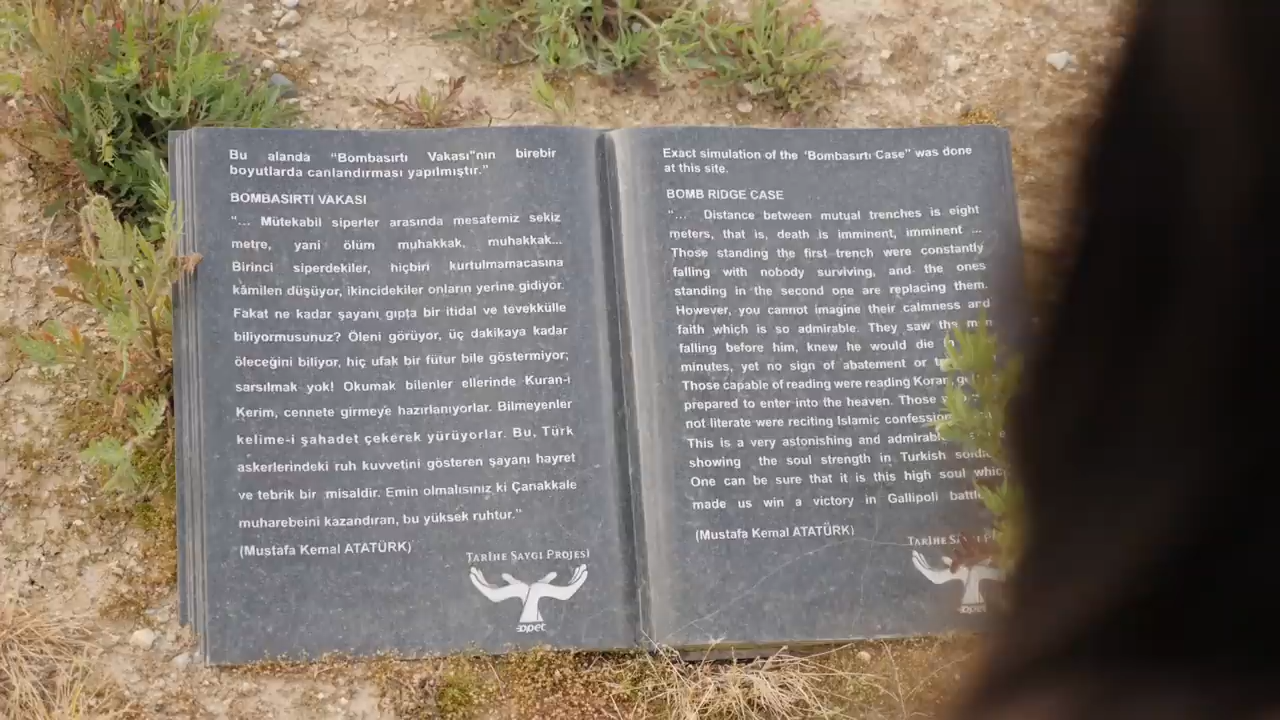 Bu alanda “Bombasırtı Vakası”nın birebir
boyutlarda canlandırması yapılmıştır.”
BOMBASIRTI VAKASI
“... Mütekabil siperler arasında mesafemiz sekiz
metre, yani ölüm muhakkak, muhakkak...
Birinci siperdekiler, hiçbiri kurtulmamacasına
kâmilen düşüyor, ikincidekiler onların yerine gidiyor.
Fakat ne kadar şayanı gıpta bir itidal ve tevekkülle
biliyormusunuz? Öleni görüyor, üç dakikaya kadar
öleceğini biliyor, hiç ufak bir fütur bile göstermiyor;
sarsılmak yok! Okumak bilenler ellerinde Kuran-i
Kerim, cennete girmeye hazırlanıyorlar. Bilmeyenler
kelime-i şahadet çekerek yürüyorlar. Bu, Türk
askerlerindeki ruh kuvvetini gösteren şayanı hayret
ve tebrik bir misaldir. Emin olmalısınız ki Çanakkale
muharebeini kazandıran, bu yüksek ruhtur.”
(Mustafa Kemal ATATÜRK)
TARİHE SAYGI PROJESİ
opet
Exact simulation of the ‘Bombasırtı Case” was done
at this site.
BOMB RIDGE CASE
“... Distance between mutual trenches is eight
meters, that is, death is imminent, imminent ...
Those standing the first trench were constantly
falling with nobody surviving, and the ones
standing in the second one are replacing them.
However, you cannot imagine their calmness and
faith which is so admirable. They saw the man
falling before him, knew he would die
minutes, yet no sign of abatement or
Those capable of reading were reading Koran,
prepared to enter into the heaven. Those
not literate were reciting Islamic
This is a very astonishing and
showing the soul strength in Turkish
One can be sure that it is this high soul
made us win a victory in Gallipoli
(Mustafa Kemal ATATÜRK)
TARİHE
opet